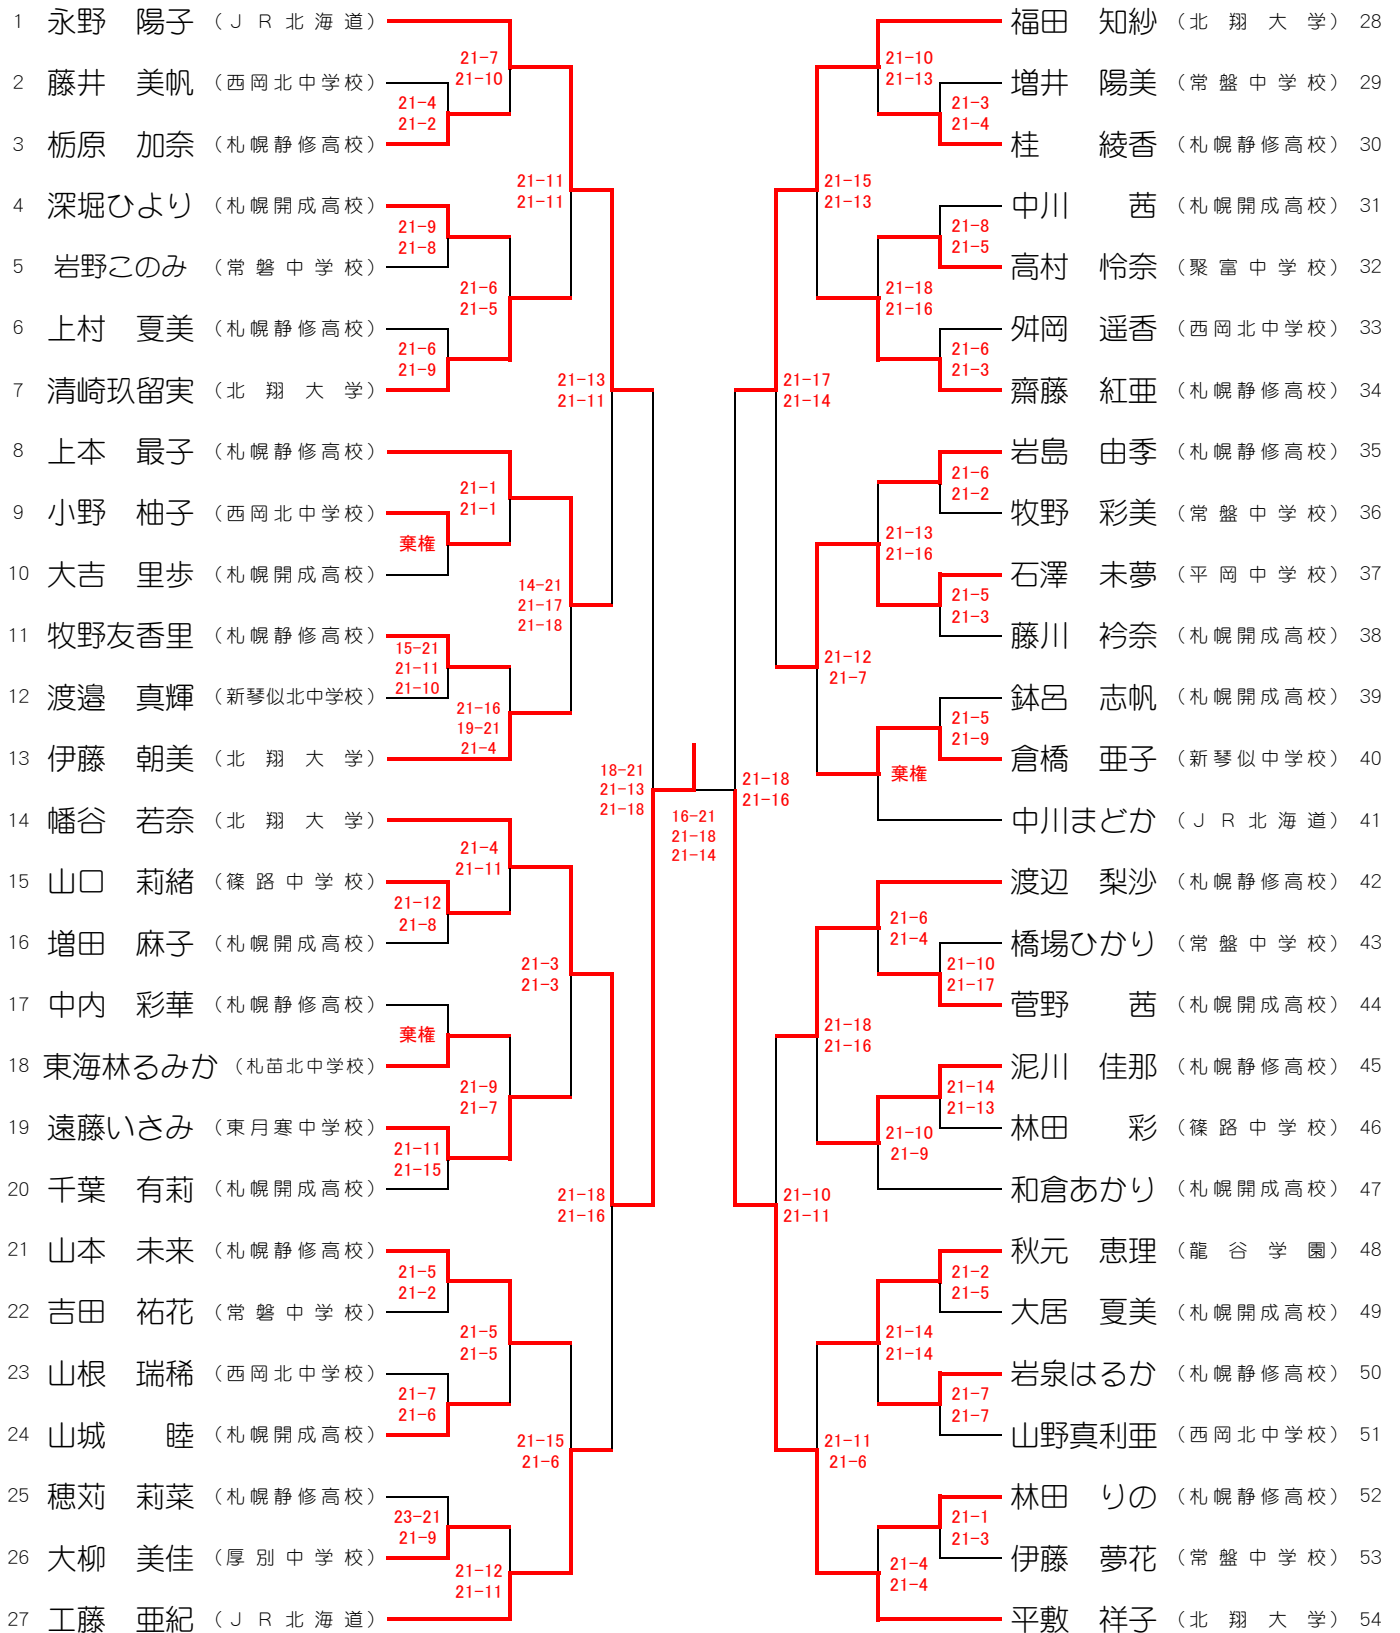 1 永野 陽子 （ＪＲ北海道）
2 藤井 美帆 （西岡北中学校）
3 栃原 加奈 （札幌静修高校）
4 深堀ひより （札幌開成高校）
5 岩野このみ （常磐中学校）
6 上村 夏美 （札幌静修高校）
7 清崎玖留実 （北翔大学）
8 上本 最子 （札幌静修高校）
9 小野 柚子 （西岡北中学校）
10 大吉 里歩 （札幌開成高校）
11 牧野友香里 （札幌静修高校）
12 渡邉 真輝 （新琴似北中学校）
13 伊藤 朝美 （北翔大学）
14 幡谷 若奈 （北翔大学）
15 山口 莉緒 （篠路中学校）
16 増田 麻子 （札幌開成高校）
17 中内 彩華 （札幌静修高校）
18 東海林るみか （札苗北中学校）
19 遠藤いさみ （東月寒中学校）
20 千葉 有莉 （札幌開成高校）
21 山本 未来 （札幌静修高校）
22 吉田 祐花 （常磐中学校）
23 山根 瑞稀 （西岡北中学校）
24 山城 睦 （札幌開成高校）
25 穂苅 莉菜 （札幌静修高校）
26 大柳 美佳 （厚別中学校）
27 工藤 亜紀 （ＪＲ北海道）
21-4
21-2
21-9
21-8
21-6
21-9
棄権
15-21
21-11
21-10
21-12
21-8
棄権
21-11
21-15
21-5
21-2
21-7
21-6
23-21
21-9
21-7
21-10
21-6
21-5
21-1
21-1
21-16
19-21
21-4
21-4
21-11
21-9
21-7
21-5
21-5
21-12
21-11
21-11
21-11
14-21
21-17
21-18
21-3
21-3
21-15
21-6
21-13
21-11
21-18
21-16
18-21
21-13
21-18
16-21
21-18
21-14
21-18
21-16
21-17
21-14
21-10
21-11
21-15
21-13
21-12
21-7
21-18
21-16
21-11
21-6
21-10
21-13
21-18
21-16
21-13
21-16
棄権
21-6
21-4
21-10
21-9
21-14
21-14
21-4
21-4
21-3
21-4
21-8
21-5
21-6
21-3
21-6
21-2
21-5
21-3
21-5
21-9
21-10
21-17
21-14
21-13
21-2
21-5
21-7
21-7
21-1
21-3
福田 知紗 （北翔大学） 28
増井 陽美 （常盤中学校） 29
桂 綾香 （札幌静修高校） 30
中川 茜 （札幌開成高校） 31
高村 怜奈 （聚富中学校） 32
舛岡 遥香 （西岡北中学校） 33
齋藤 紅亜 （札幌静修高校） 34
岩島 由季 （札幌静修高校） 35
牧野 彩美 （常盤中学校） 36
石澤 未夢 （平岡中学校） 37
藤川 衿奈 （札幌開成高校） 38
鉢呂 志帆 （札幌開成高校） 39
倉橋 亜子 （新琴似中学校） 40
中川まどか （ＪＲ北海道） 41
渡辺 梨沙 （札幌静修高校） 42
橋場ひかり （常盤中学校） 43
菅野 茜 （札幌開成高校） 44
泥川 佳那 （札幌静修高校） 45
林田 彩 （篠路中学校） 46
和倉あかり （札幌開成高校） 47
秋元 恵理 （龍谷学園） 48
大居 夏美 （札幌開成高校） 49
岩泉はるか （札幌静修高校） 50
山野真利亜 （西岡北中学校） 51
林田 りの （札幌静修高校） 52
伊藤 夢花 （常盤中学校） 53
平敷 祥子 （北翔大学） 54